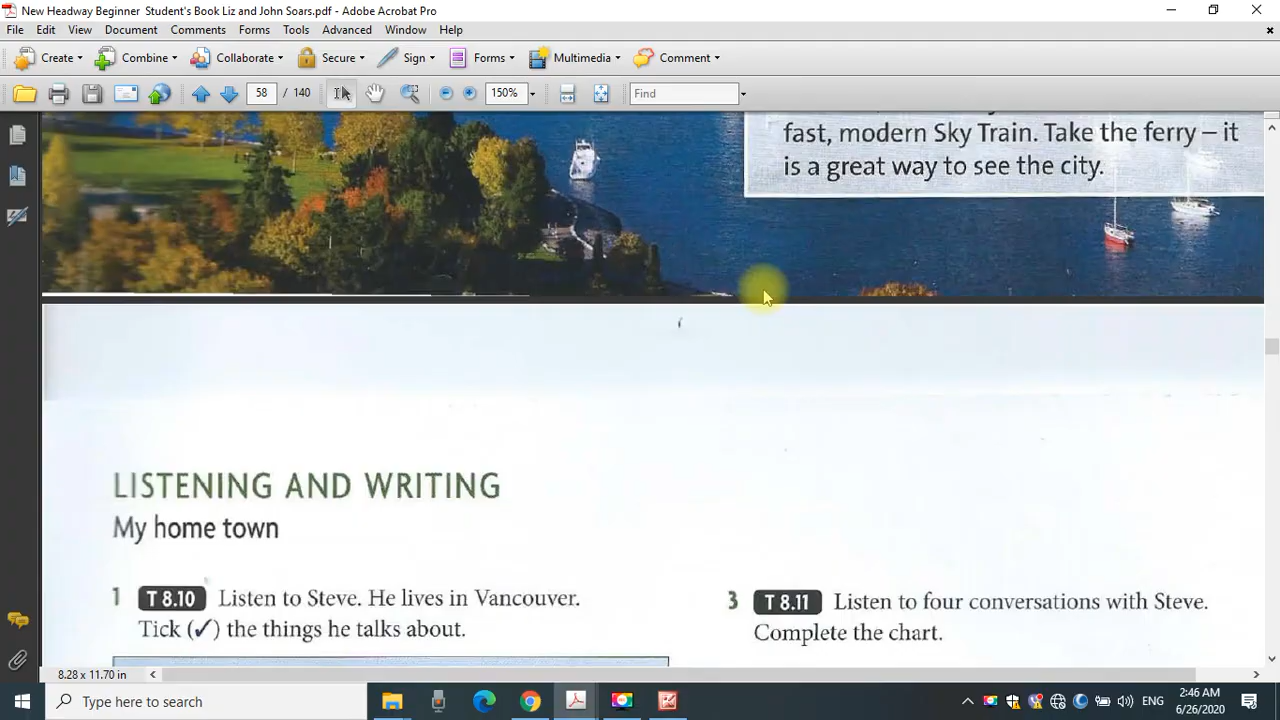 New Headway Beginner  Student's Book Liz and John Soars.pdf - Adobe Acrobat Pro
File Edit View Document Comments Forms Tools Advanced Window Help
Create Combine Collaborate Secure Sign Forms Multimedia Comment
58 / 140 150% Find
fast, modern Sky Train. Take the ferry – it
is a great way to see the city.
LISTENING AND WRITING
My home town
1 T 8.10 Listen to Steve. He lives in Vancouver.
Tick (✓) the things he talks about.
3 T 8.11 Listen to four conversations with Steve.
Complete the chart.
8.28 x 11.70 in
Type here to search
ENG
2:46 AM
6/26/2020